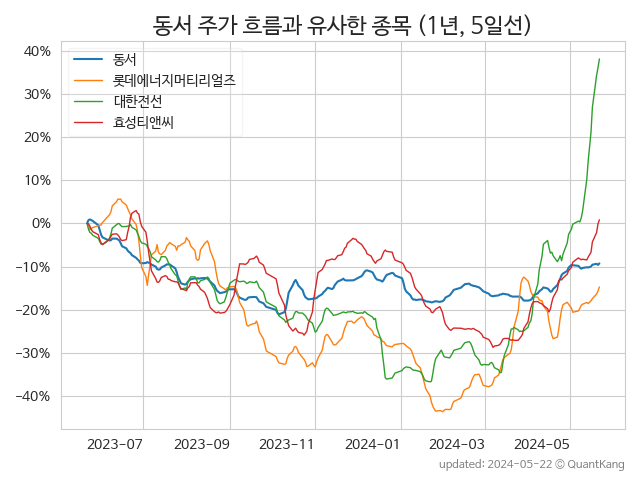 동서 주가 흐름과 유사한 종목 (1년, 5일선)
동서
롯데에너지머티리얼즈
대한전선
효성티앤씨
40%
30%
20%
10%
0%
−10%
−20%
−30%
−40%
2023-07 2023-09 2023-11 2024-01 2024-03 2024-05
updated: 2024-05-22 © QuantKang